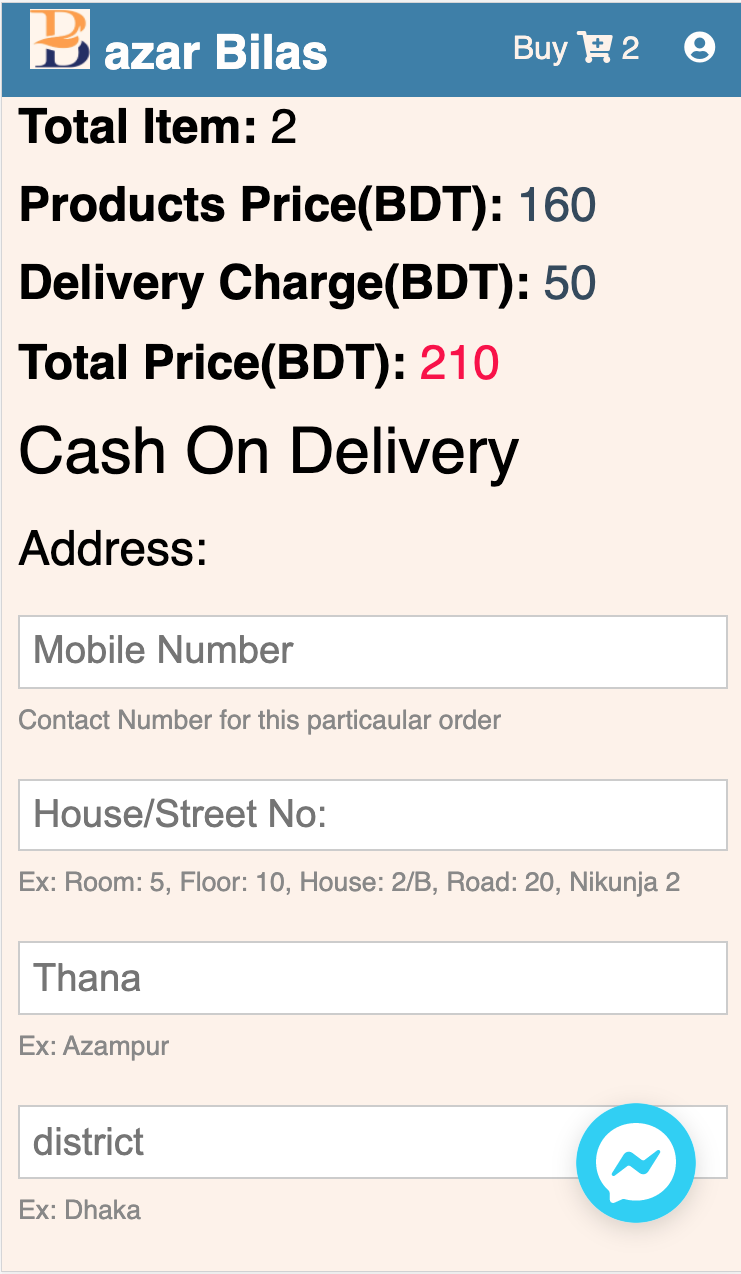 B azar Bilas
Buy 2
Total Item: 2
Products Price(BDT): 160
Delivery Charge(BDT): 50
Total Price(BDT): 210
Cash On Delivery
Address:
Mobile Number
Contact Number for this particaular order
House/Street No:
Ex: Room: 5, Floor: 10, House: 2/B, Road: 20, Nikunja 2
Thana
Ex: Azampur
district
Ex: Dhaka